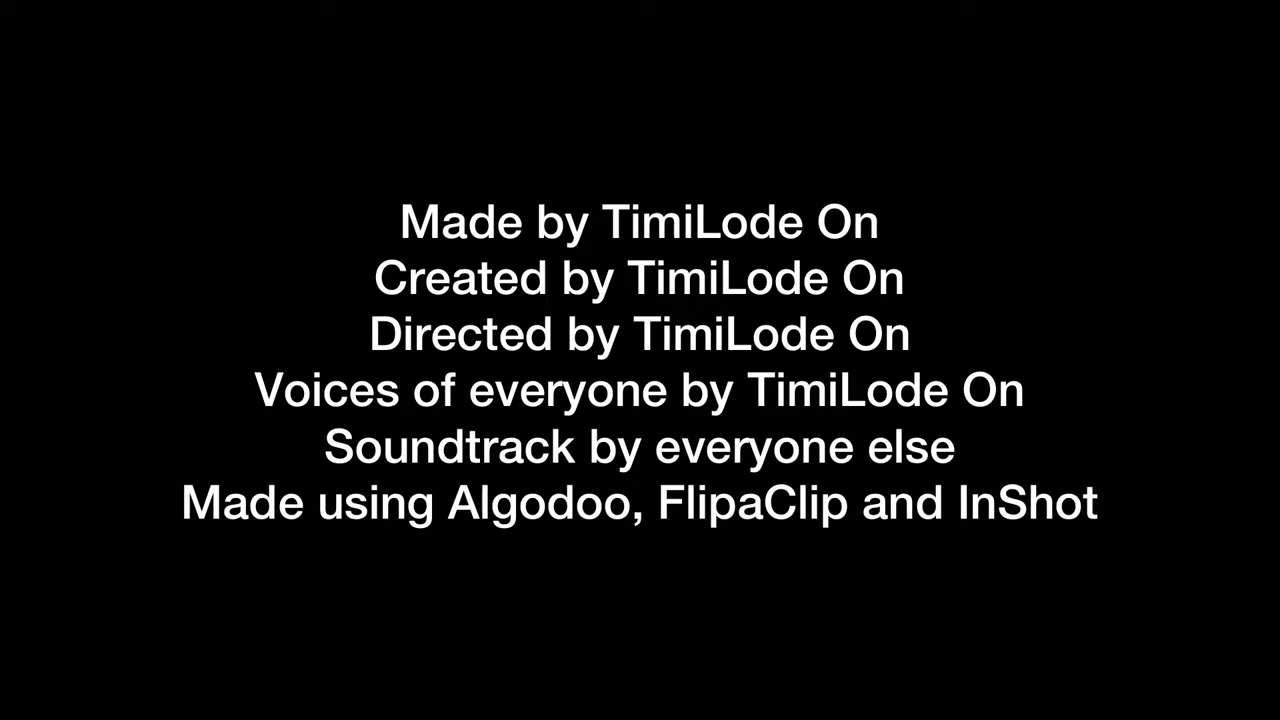 Made by TimiLode On
Created by TimiLode On
Directed by TimiLode On
Voices of everyone by TimiLode On
Soundtrack by everyone else
Made using Algodoo, FlipaClip and InShot